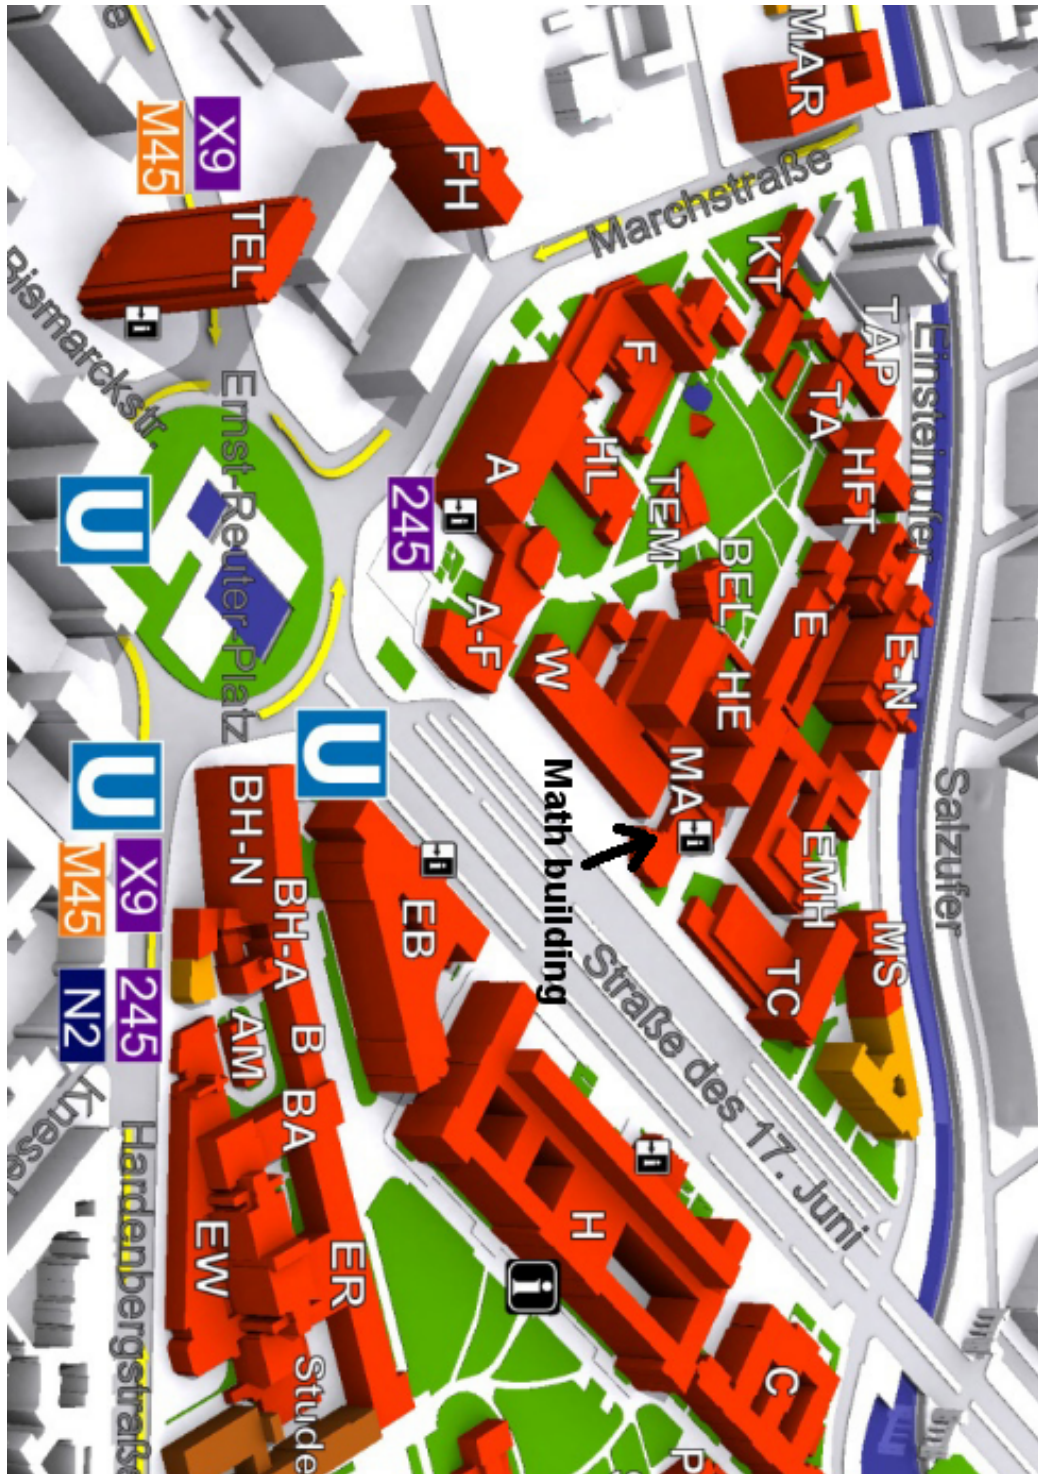 Salzufer
Einsteinufer
TAP
E-N
MS
HFT
TA
MAR
E
EMH
TC
KT
C
BEL
HE
Marchstraße
MA
TEM
Straße des 17. Juni
F
HL
W
H
Math building
A
A-F
FH
245
EB
U
ER
Stude
TEL
BH-N
BH-A
B
BA
Ernst-Reuter-Platz
AM
EW
X9
M45
Bismarckstr.
U
U
X9
245
M45
N2
Hardenbergstraße
Knese